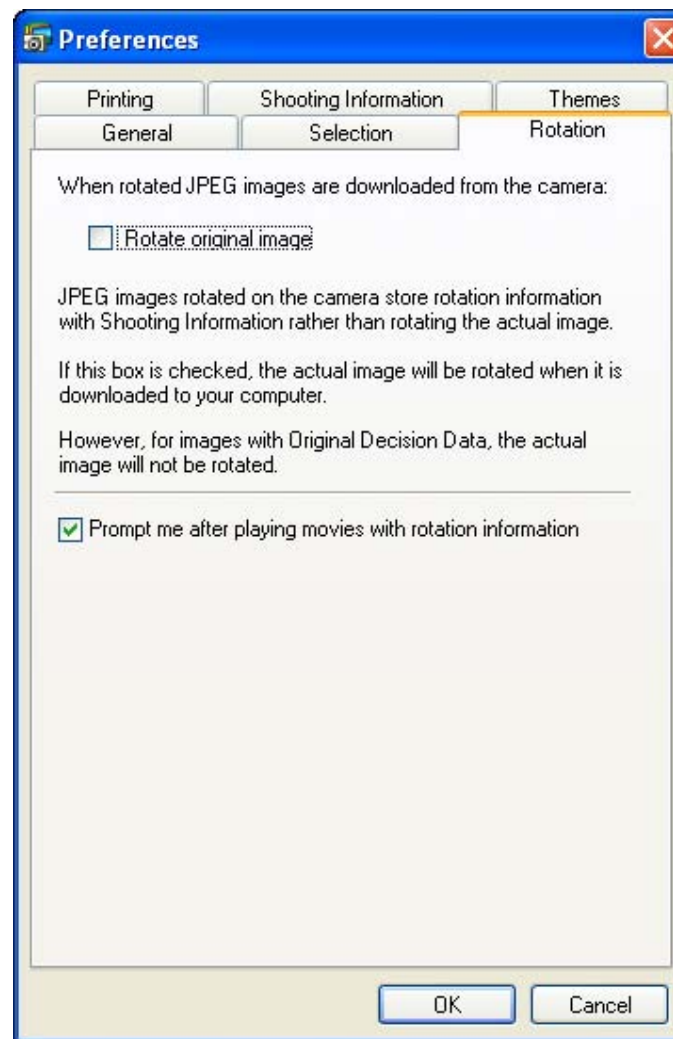 Preferences
Printing
Shooting Information
Themes
General
Selection
Rotation
When rotated JPEG images are downloaded from the camera:
Rotate original image
JPEG images rotated on the camera store rotation information
with Shooting Information rather than rotating the actual image.
If this box is checked, the actual image will be rotated when it is
downloaded to your computer.
However, for images with Original Decision Data, the actual
image will not be rotated.
Prompt me after playing movies with rotation information
OK
Cancel